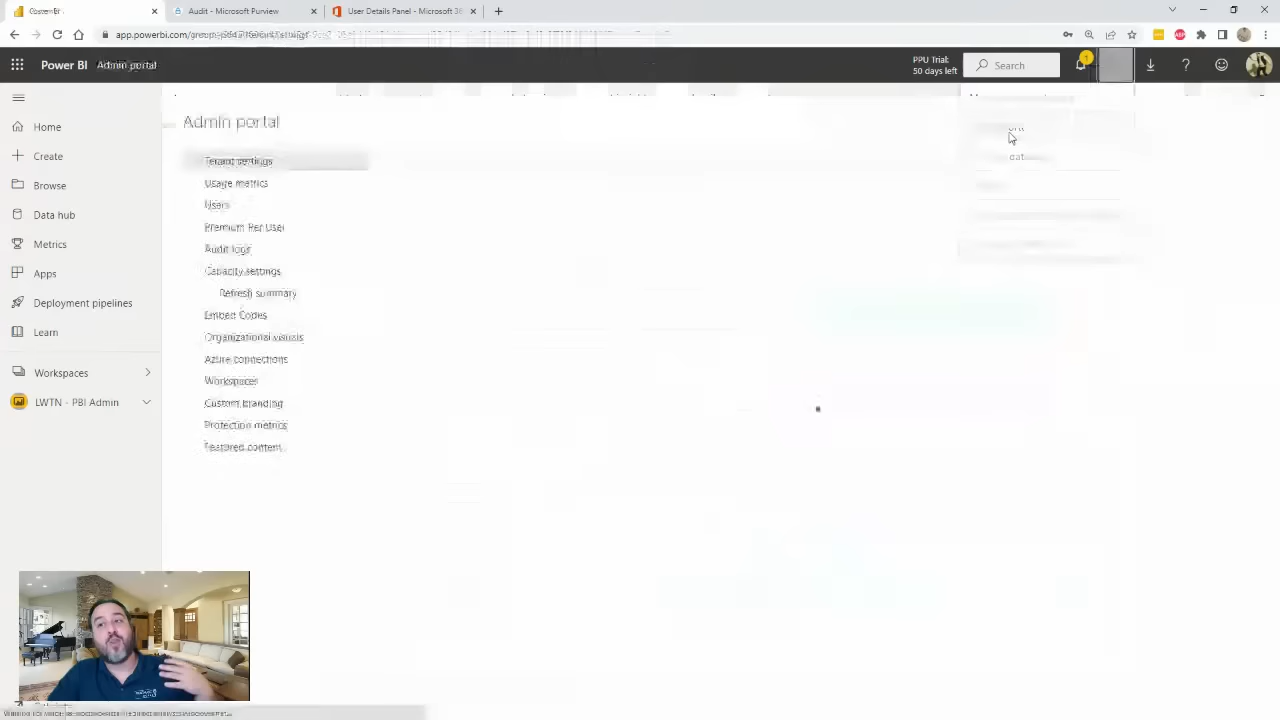 Audit - Microsoft Purview
User Details Panel - Microsoft 36
Power BI Admin portal
PPU Trial:
50 days left
Search
1
Home
Create
Browse
Data hub
Metrics
Apps
Deployment pipelines
Learn
Workspaces
LWTN - PBI Admin
Admin portal
Tenant settings
Usage metrics
Users
Premium Per User
Audit logs
Capacity settings
Refresh summary
Embed Codes
Organizational visuals
Azure connections
Workspaces
Custom branding
Protection metrics
Featured content